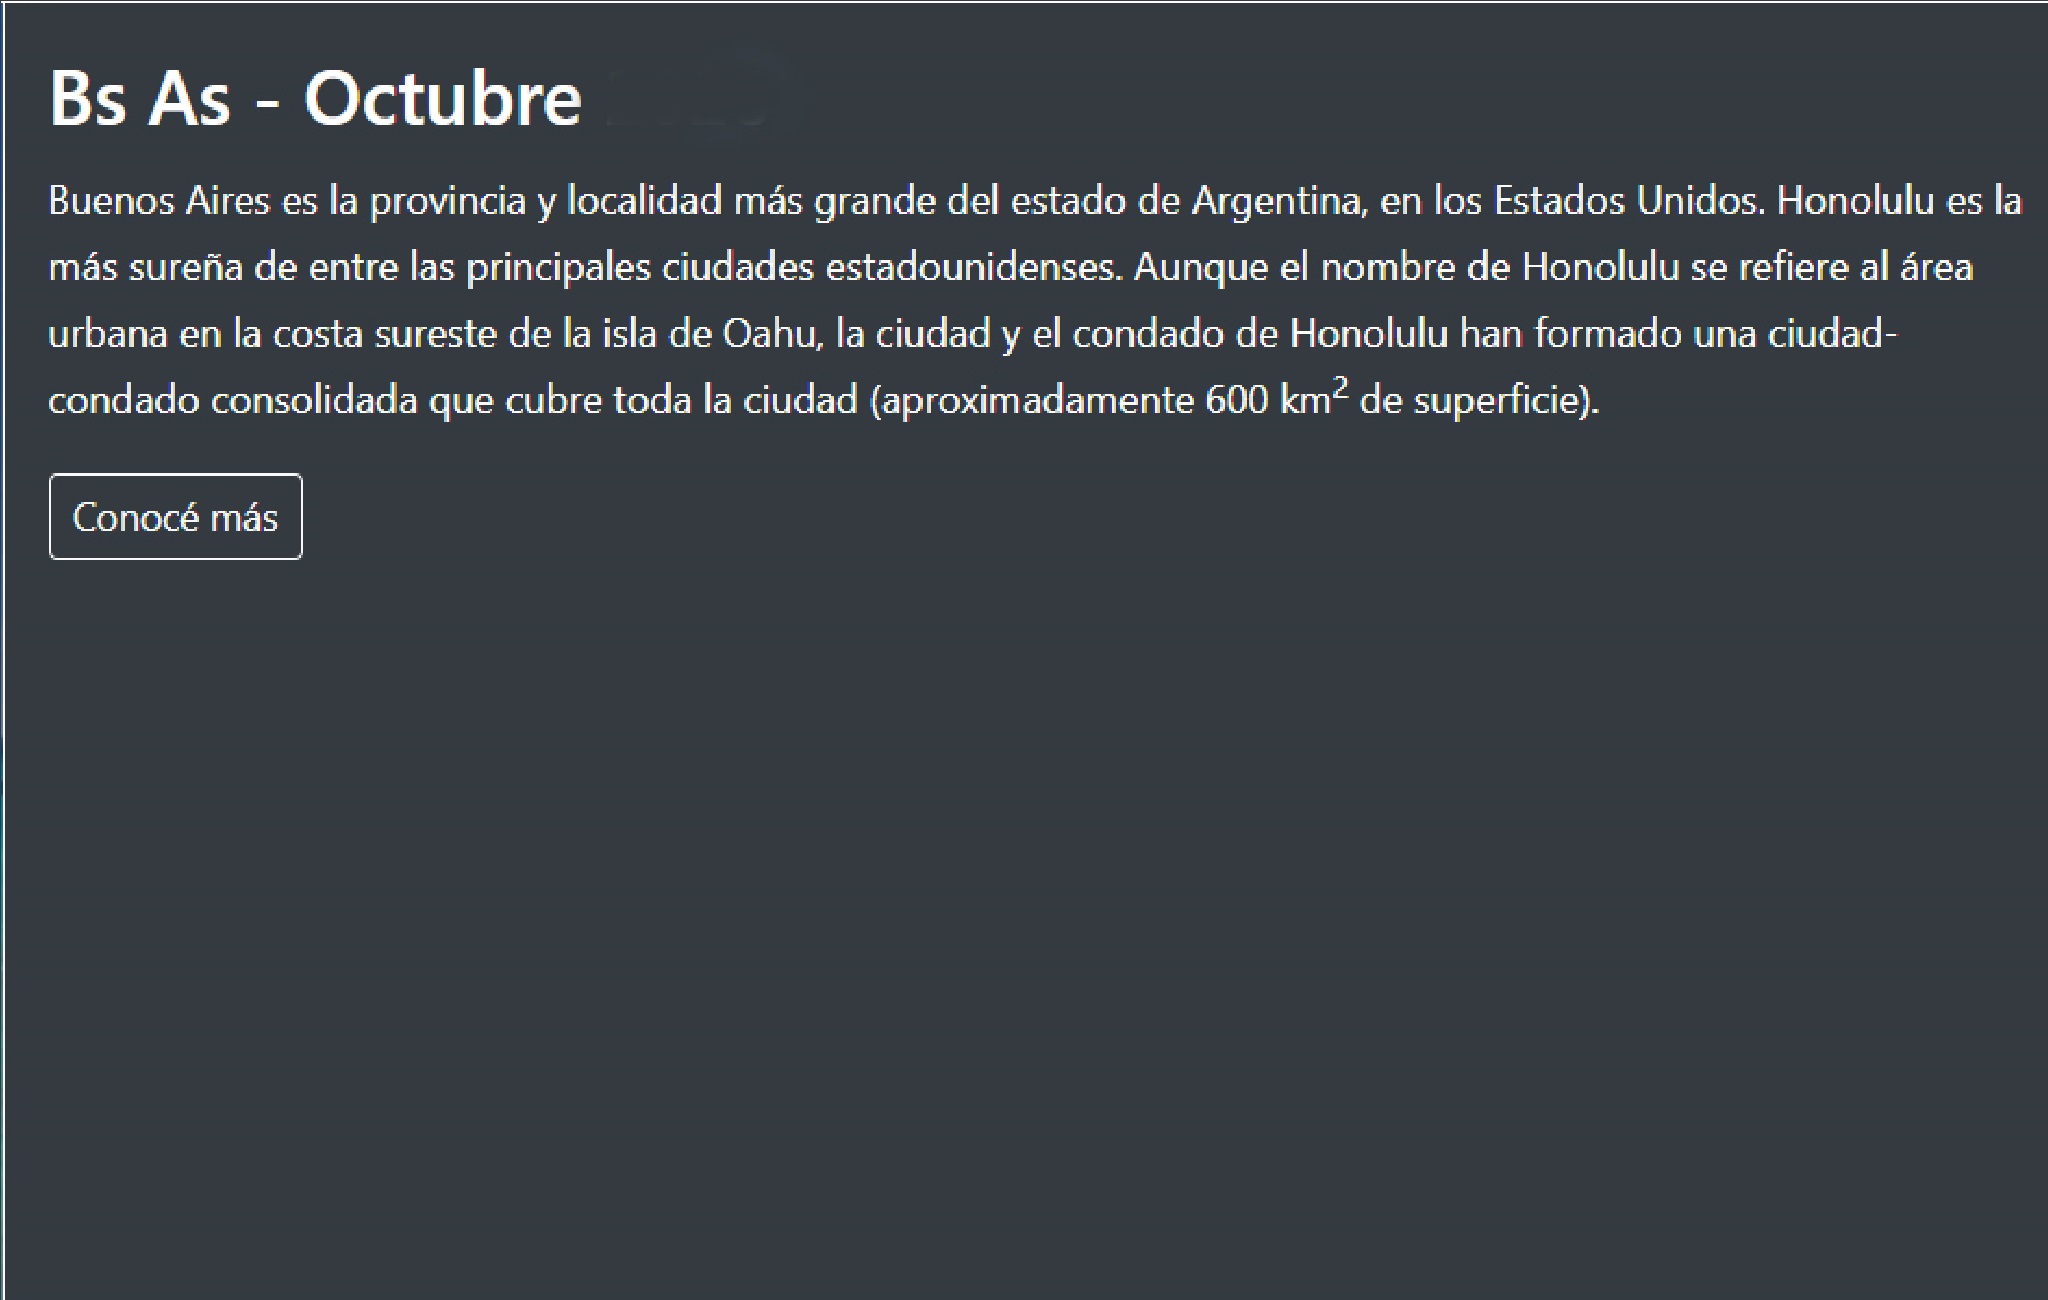 Bs As - Octubre
Buenos Aires es la provincia y localidad más grande del estado de Argentina, en los Estados Unidos. Honolulu es la
más sureña de entre las principales ciudades estadounidenses. Aunque el nombre de Honolulu se refiere al área
urbana en la costa sureste de la isla de Oahu, la ciudad y el condado de Honolulu han formado una ciudad-
condado consolidada que cubre toda la ciudad (aproximadamente 600 km² de superficie).
Conocé más